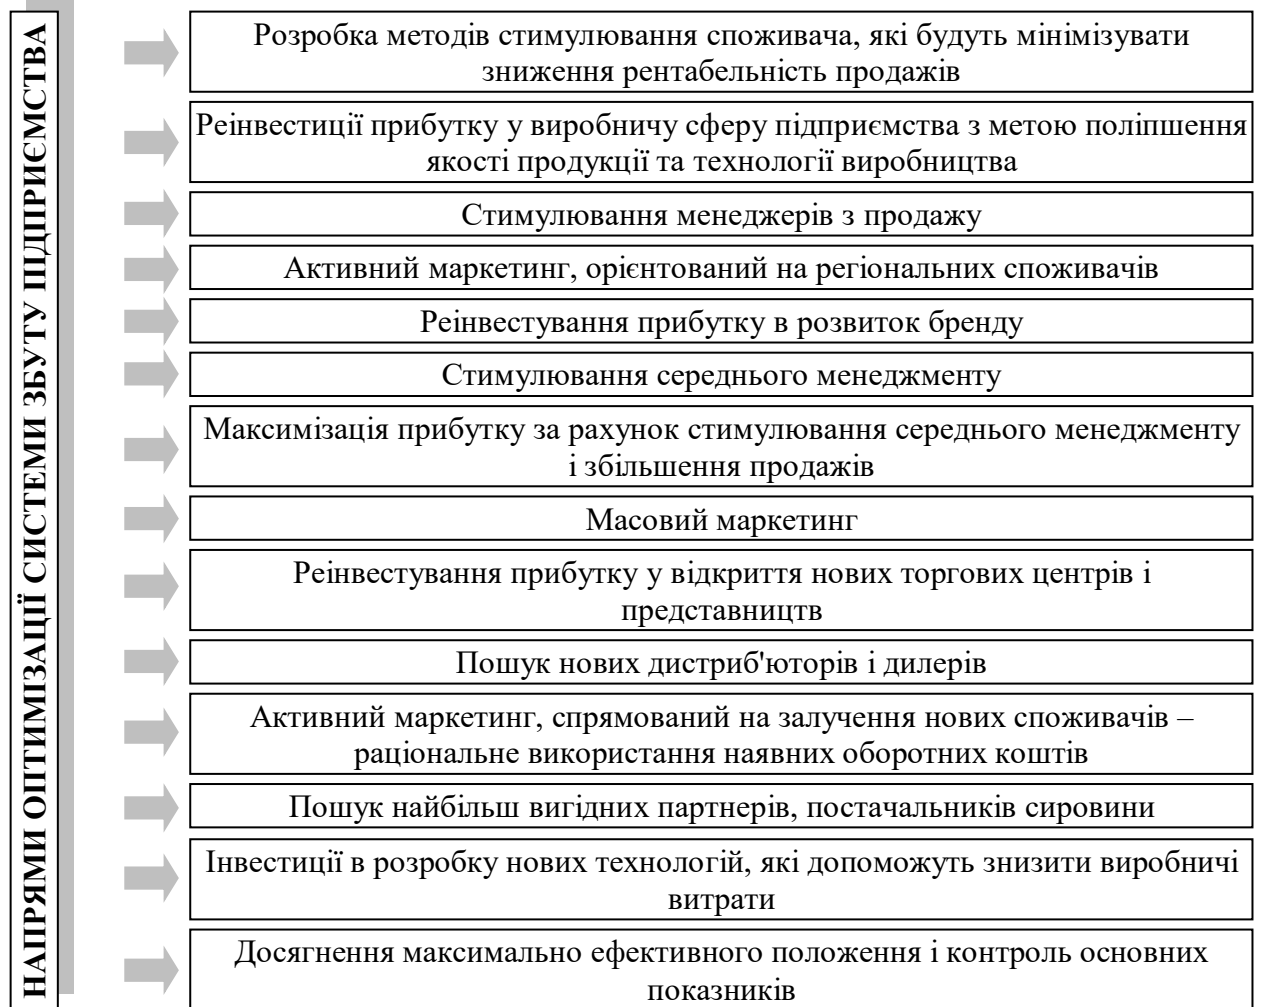 НАПРЯМИ ОПТИМІЗАЦІЇ СИСТЕМИ ЗБУТУ ПІДПРИЄМСТВА
Розробка методів стимулювання споживача, які будуть мінімізувати
зниження рентабельність продажів
Реінвестиції прибутку у виробничу сферу підприємства з метою поліпшення
якості продукції та технології виробництва
Стимулювання менеджерів з продажу
Активний маркетинг, орієнтований на регіональних споживачів
Реінвестування прибутку в розвиток бренду
Стимулювання середнього менеджменту
Максимізація прибутку за рахунок стимулювання середнього менеджменту
і збільшення продажів
Масовий маркетинг
Реінвестування прибутку у відкриття нових торгових центрів і
представництв
Пошук нових дистриб'юторів і дилерів
Активний маркетинг, спрямований на залучення нових споживачів –
раціональне використання наявних оборотних коштів
Пошук найбільш вигідних партнерів, постачальників сировини
Інвестиції в розробку нових технологій, які допоможуть знизити виробничі
витрати
Досягнення максимально ефективного положення і контроль основних
показників